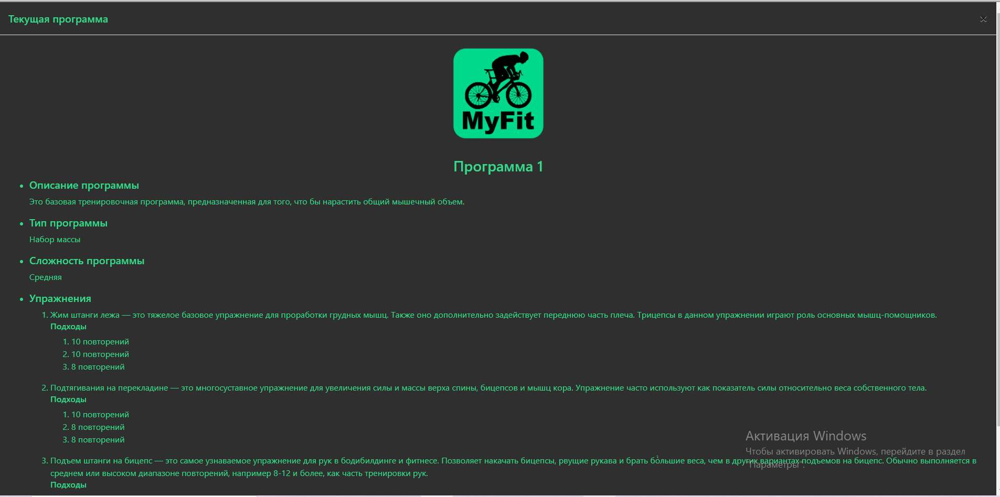 Текущая программа
×
MyFit
Программа 1
• Описание программы
Это базовая тренировочная программа, предназначенная для того, что бы нарастить общий мышечный объем.
• Тип программы
Набор массы
• Сложность программы
Средняя
• Упражнения
1. Жим штанги лежа — это тяжелое базовое упражнение для проработки грудных мышц. Также оно дополнительно задействует переднюю часть плеча. Трицепсы в данном упражнении играют роль основных мышц-помощников.
Подходы
1. 10 повторений
2. 10 повторений
3. 8 повторений
2. Подтягивания на перекладине — это многосуставное упражнение для увеличения силы и массы верха спины, бицепсов и мышц кора. Упражнение часто используют как показатель силы относительно веса собственного тела.
Подходы
1. 10 повторений
2. 8 повторений
3. 8 повторений
3. Подъем штанги на бицепс — это самое узнаваемое упражнение для рук в бодибилдинге и фитнесе. Позволяет накачать бицепсы, рвущие рукава и брать бо̀льшие веса, чем в других вариантах подъемов на бицепс. Обычно выполняется в
среднем или высоком диапазоне повторений, например 8-12 и более, как часть тренировки рук.
Подходы
Активация Windows
Чтобы активировать Windows, перейдите в раздел
"Параметры".